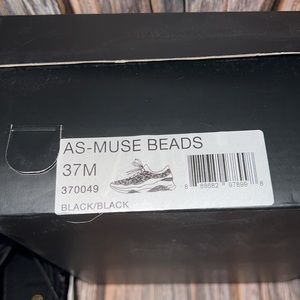 AS-MUSE BEADS
37M
370049
BLACK/BLACK